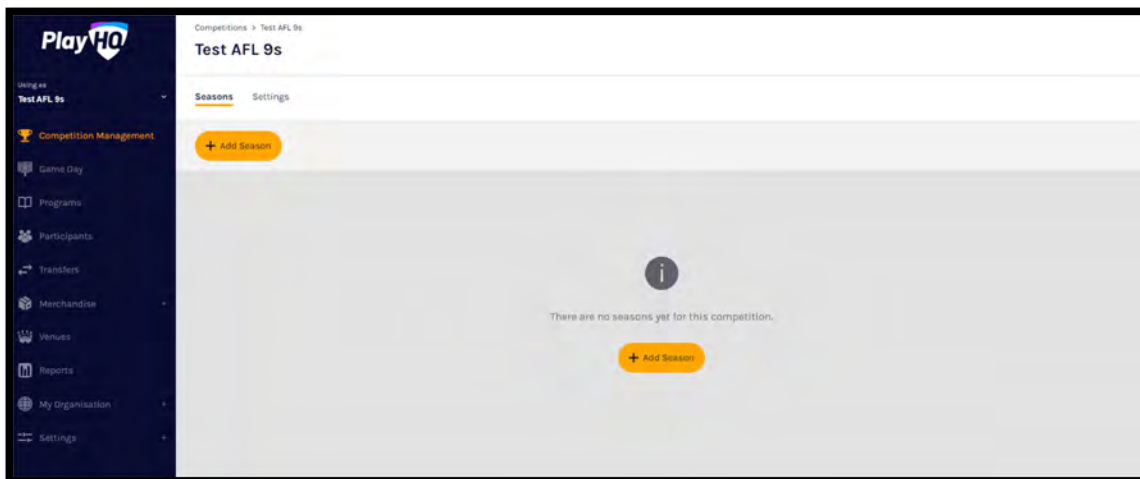 PlayHQ
Using as
Test AFL 9s
Competition Management
Game Day
Programs
Participants
Transfers
Merchandise
Venues
Reports
My Organisation
Settings
Competitions > Test AFL 9s
Test AFL 9s
Seasons Settings
+ Add Season
i
There are no seasons yet for this competition.
+ Add Season